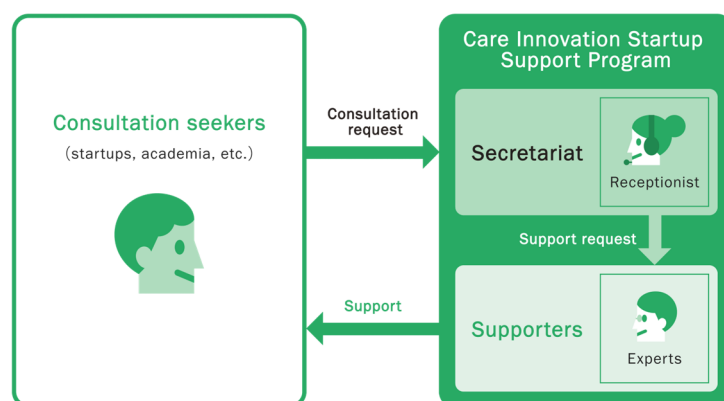 Care Innovation Startup
Support Program
Consultation seekers
(startups, academia, etc.)
Consultation
request
Secretariat
Receptionist
Support request
Support
Supporters
Experts